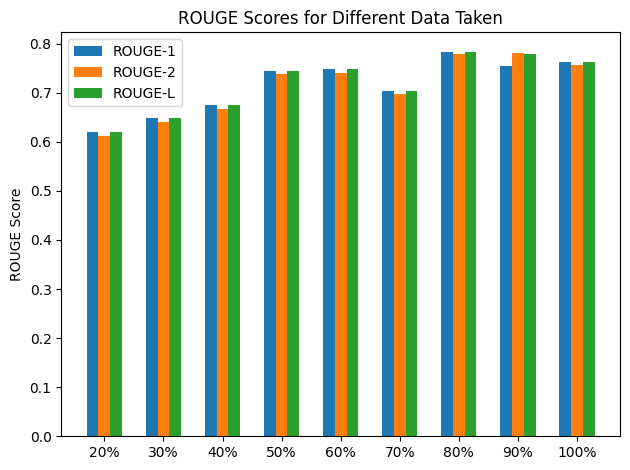 ROUGE Scores for Different Data Taken
ROUGE-1
ROUGE-2
ROUGE-L
ROUGE Score
0.8
0.7
0.6
0.5
0.4
0.3
0.2
0.1
0.0
20% 30% 40% 50% 60% 70% 80% 90% 100%